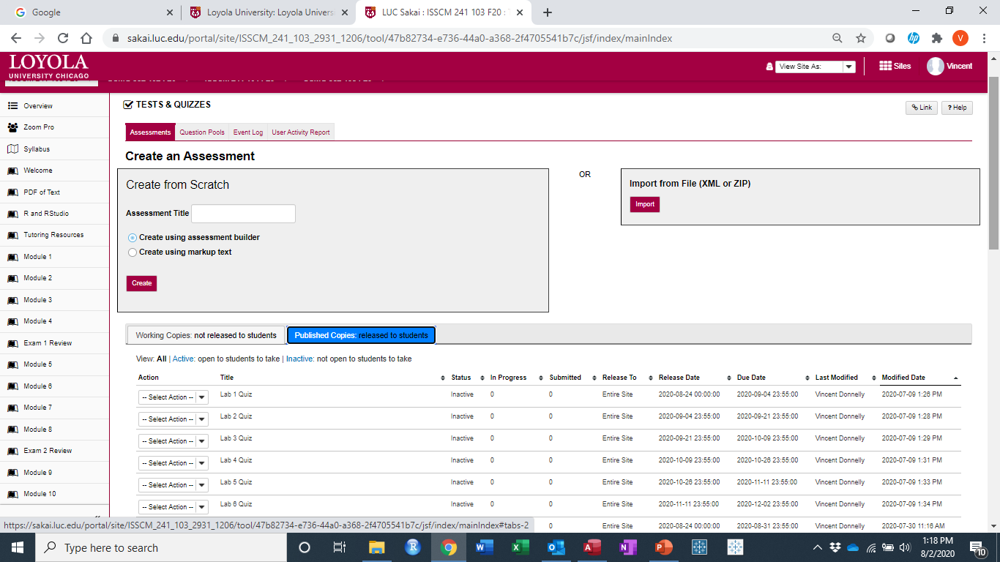 Google
Loyola University: Loyola Univers
LUC Sakai : ISSCM 241 103 F20 :
sakai.luc.edu/portal/site/ISSCM_241_103_2931_1206/tool/47b82734-e736-44a0-a368-2f4705541b7c/jsf/index/mainIndex
V
LOYOLA
UNIVERSITY CHICAGO
View Site As:
Sites
Vincent
Overview
Zoom Pro
Syllabus
Welcome
PDF of Text
R and RStudio
Tutoring Resources
Module 1
Module 2
Module 3
Module 4
Exam 1 Review
Module 5
Module 6
Module 7
Module 8
Exam 2 Review
Module 9
Module 10
TESTS & QUIZZES
Link
? Help
Assessments Question Pools Event Log User Activity Report
Create an Assessment
Create from Scratch
Assessment Title
Create using assessment builder
Create using markup text
Create
OR
Import from File (XML or ZIP)
Import
Working Copies: not released to students Published Copies: released to students
View: All | Active: open to students to take | Inactive: not open to students to take
Action Title Status In Progress Submitted Release To Release Date Due Date Last Modified Modified Date
-- Select Action -- Lab 1 Quiz Inactive 0 0 Entire Site 2020-08-24 00:00:00 2020-09-04 23:55:00 Vincent Donnelly 2020-07-09 1:26 PM
-- Select Action -- Lab 2 Quiz Inactive 0 0 Entire Site 2020-09-04 23:55:00 2020-09-21 23:55:00 Vincent Donnelly 2020-07-09 1:28 PM
-- Select Action -- Lab 3 Quiz Inactive 0 0 Entire Site 2020-09-21 23:55:00 2020-10-09 23:55:00 Vincent Donnelly 2020-07-09 1:29 PM
-- Select Action -- Lab 4 Quiz Inactive 0 0 Entire Site 2020-10-09 23:55:00 2020-10-26 23:55:00 Vincent Donnelly 2020-07-09 1:31 PM
-- Select Action -- Lab 5 Quiz Inactive 0 0 Entire Site 2020-10-26 23:55:00 2020-11-11 23:55:00 Vincent Donnelly 2020-07-09 1:33 PM
-- Select Action -- Lab 6 Quiz Inactive 0 0 Entire Site 2020-11-11 23:55:00 2020-12-02 23:55:00 Vincent Donnelly 2020-07-09 1:34 PM
0 Entire Site 2020-08-24 00:00:00 2020-08-31 23:55:00 Vincent Donnelly 2020-07-30 11:16 AM
https://sakai.luc.edu/portal/site/ISSCM_241_103_2931_1206/tool/47b82734-e736-44a0-a368-2f4705541b7c/jsf/index/mainIndex#tabs-2
Type here to search
1:18 PM
8/2/2020
10